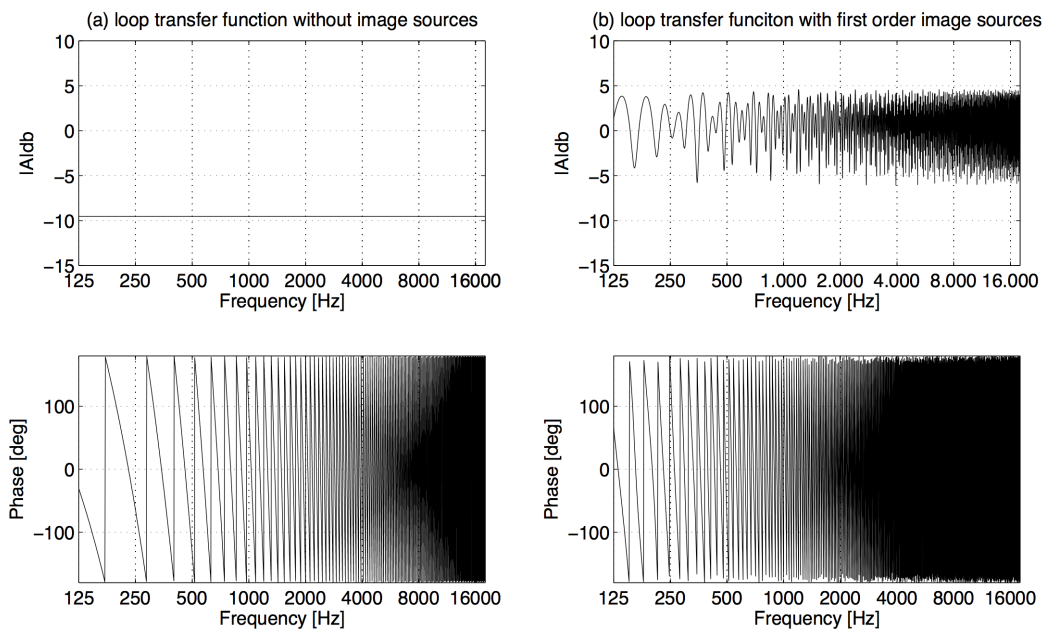 (a) loop transfer function without image sources
10
5
0
−5
−10
−15
|A|db
125 250 500 1000 2000 4000 8000 16000
Frequency [Hz]
(b) loop transfer funciton with first order image sources
10
5
0
−5
−10
−15
|A|db
125 250 500 1.000 2.000 4.000 8.000 16.000
Frequency [Hz]
100
0
−100
Phase [deg]
125 250 500 1000 2000 4000 8000 16000
Frequency [Hz]
100
0
−100
Phase [deg]
125 250 500 1000 2000 4000 8000 16000
Frequency [Hz]